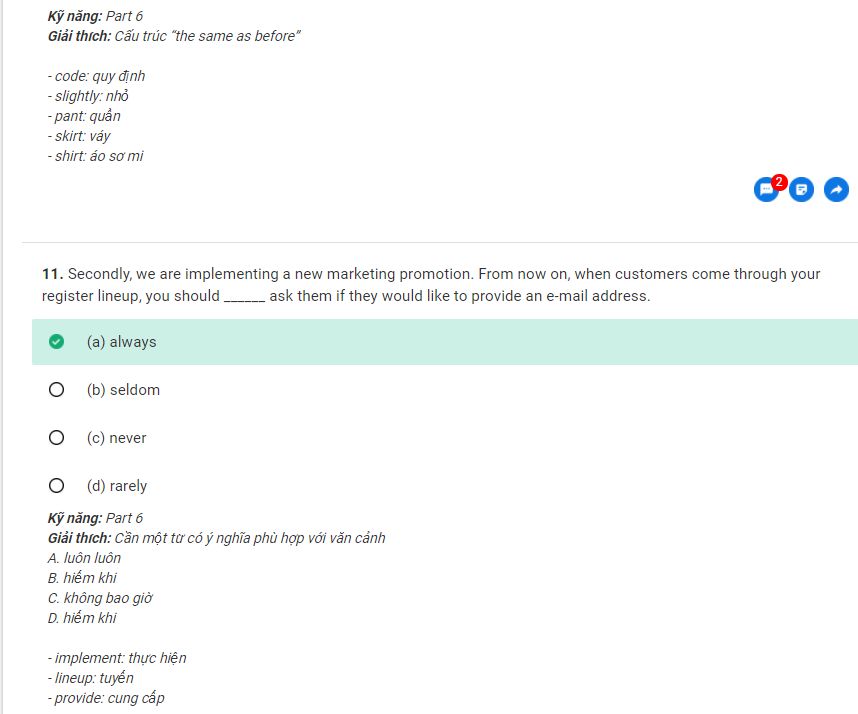 Kỹ năng: Part 6
Giải thích: Cấu trúc “the same as before”
- code: quy định
- slightly: nhỏ
- pant: quần
- skirt: váy
- shirt: áo sơ mi
2
11. Secondly, we are implementing a new marketing promotion. From now on, when customers come through your
register lineup, you should ______ ask them if they would like to provide an e-mail address.
(a) always
(b) seldom
(c) never
(d) rarely
Kỹ năng: Part 6
Giải thích: Cần một từ có ý nghĩa phù hợp với văn cảnh
A. luôn luôn
B. hiếm khi
C. không bao giờ
D. hiếm khi
- implement: thực hiện
- lineup: tuyến
- provide: cung cấp